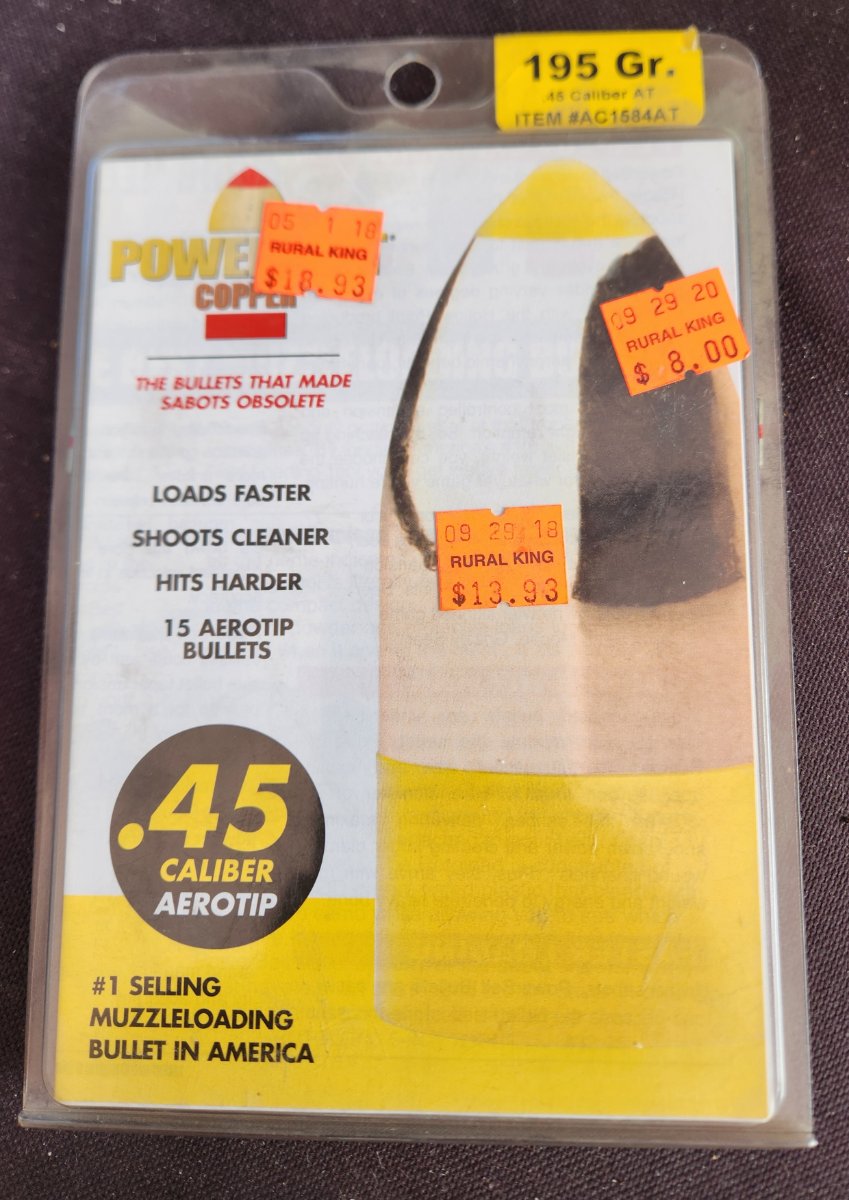 195 Gr.
.45 Caliber AT
ITEM #AC1584AT
05 1 18
RURAL KING
$18.93
POWE
COPPER
THE BULLETS THAT MADE
SABOTS OBSOLETE
09 29 20
RURAL KING
$ 8.00
LOADS FASTER
SHOOTS CLEANER
HITS HARDER
15 AEROTIP
BULLETS
09 29 18
RURAL KING
$13.93
.45
CALIBER
AEROTIP
#1 SELLING
MUZZLELOADING
BULLET IN AMERICA